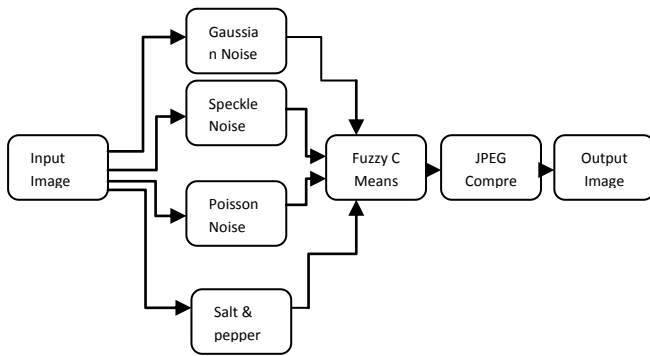 Gaussia
n Noise
Speckle
Noise
Input
Image
Fuzzy C
Means
JPEG
Compre
Output
Image
Poisson
Noise
Salt &
pepper